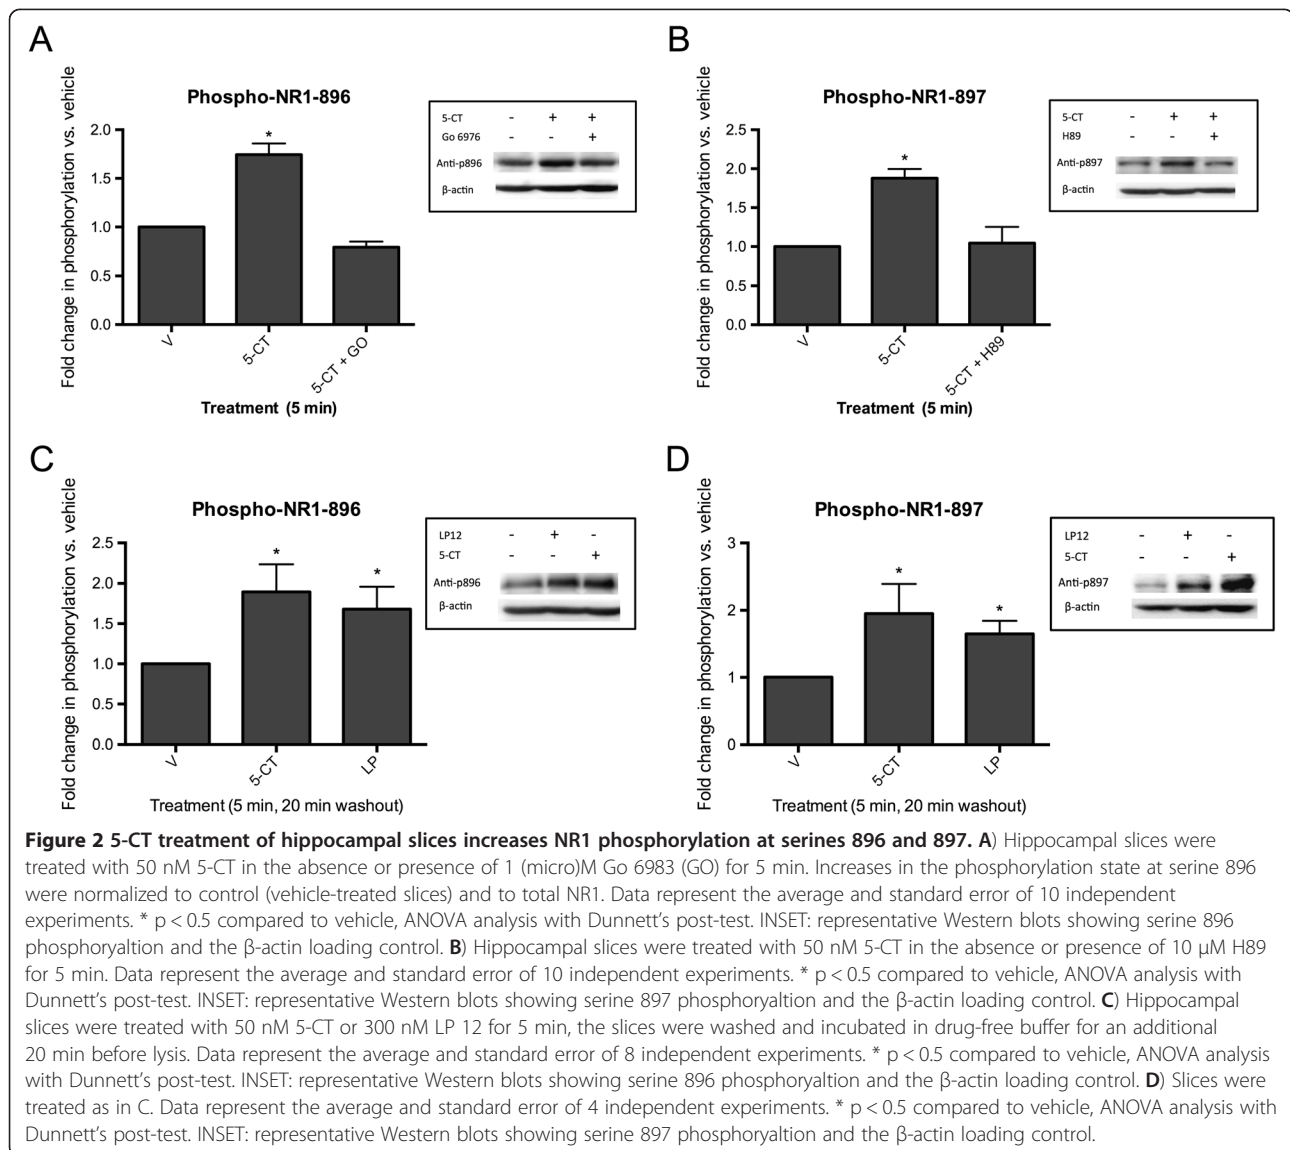 A
Phospho-NR1-896
Fold change in phosphorylation vs. vehicle
2.0
1.5
1.0
0.5
0.0
*
V
5-CT
5-CT + GO
Treatment (5 min)
5-CT - + +
Go 6976 - - +
Anti-p896
β-actin
B
Phospho-NR1-897
Fold change in phosphorylation vs. vehicle
2.5
2.0
1.5
1.0
0.5
0.0
*
V
5-CT
5-CT + H89
Treatment (5 min)
5-CT - + +
H89 - - +
Anti-p897
β-actin
C
Phospho-NR1-896
Fold change in phosphorylation vs. vehicle
2.5
2.0
1.5
1.0
0.5
0.0
*
*
V
5-CT
LP
Treatment (5 min, 20 min washout)
LP12 - + -
5-CT - - +
Anti-p896
β-actin
D
Phospho-NR1-897
Fold change in phosphorylation vs. vehicle
3
2
1
0
*
*
V
5-CT
LP
Treatment (5 min, 20 min washout)
LP12 - + -
5-CT - - +
Anti-p897
β-actin
Figure 2 5-CT treatment of hippocampal slices increases NR1 phosphorylation at serines 896 and 897. A) Hippocampal slices were
treated with 50 nM 5-CT in the absence or presence of 1 (micro)M Go 6983 (GO) for 5 min. Increases in the phosphorylation state at serine 896
were normalized to control (vehicle-treated slices) and to total NR1. Data represent the average and standard error of 10 independent
experiments. * p < 0.5 compared to vehicle, ANOVA analysis with Dunnett's post-test. INSET: representative Western blots showing serine 896
phosphoryaltion and the β-actin loading control. B) Hippocampal slices were treated with 50 nM 5-CT in the absence or presence of 10 μM H89
for 5 min. Data represent the average and standard error of 10 independent experiments. * p < 0.5 compared to vehicle, ANOVA analysis with
Dunnett's post-test. INSET: representative Western blots showing serine 897 phosphoryaltion and the β-actin loading control. C) Hippocampal
slices were treated with 50 nM 5-CT or 300 nM LP 12 for 5 min, the slices were washed and incubated in drug-free buffer for an additional
20 min before lysis. Data represent the average and standard error of 8 independent experiments. * p < 0.5 compared to vehicle, ANOVA analysis
with Dunnett's post-test. INSET: representative Western blots showing serine 896 phosphoryaltion and the β-actin loading control. D) Slices were
treated as in C. Data represent the average and standard error of 4 independent experiments. * p < 0.5 compared to vehicle, ANOVA analysis with
Dunnett's post-test. INSET: representative Western blots showing serine 897 phosphoryaltion and the β-actin loading control.